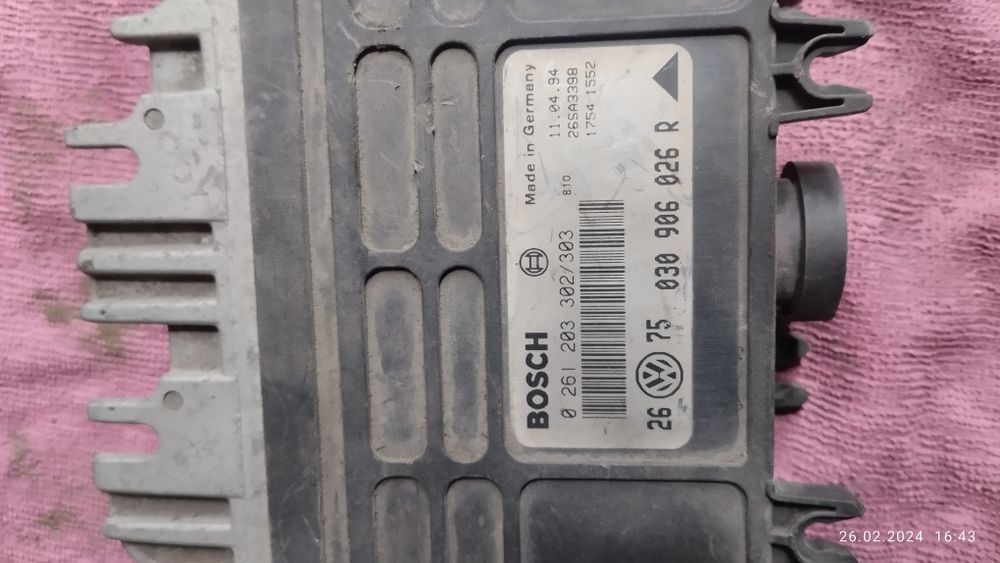 BOSCH
Made in Germany
0 261 203 302/303
B10
11.04.94
26SA3398
1754 1552
26 VW 75 030 906 026 R
26.02.2024 16:43